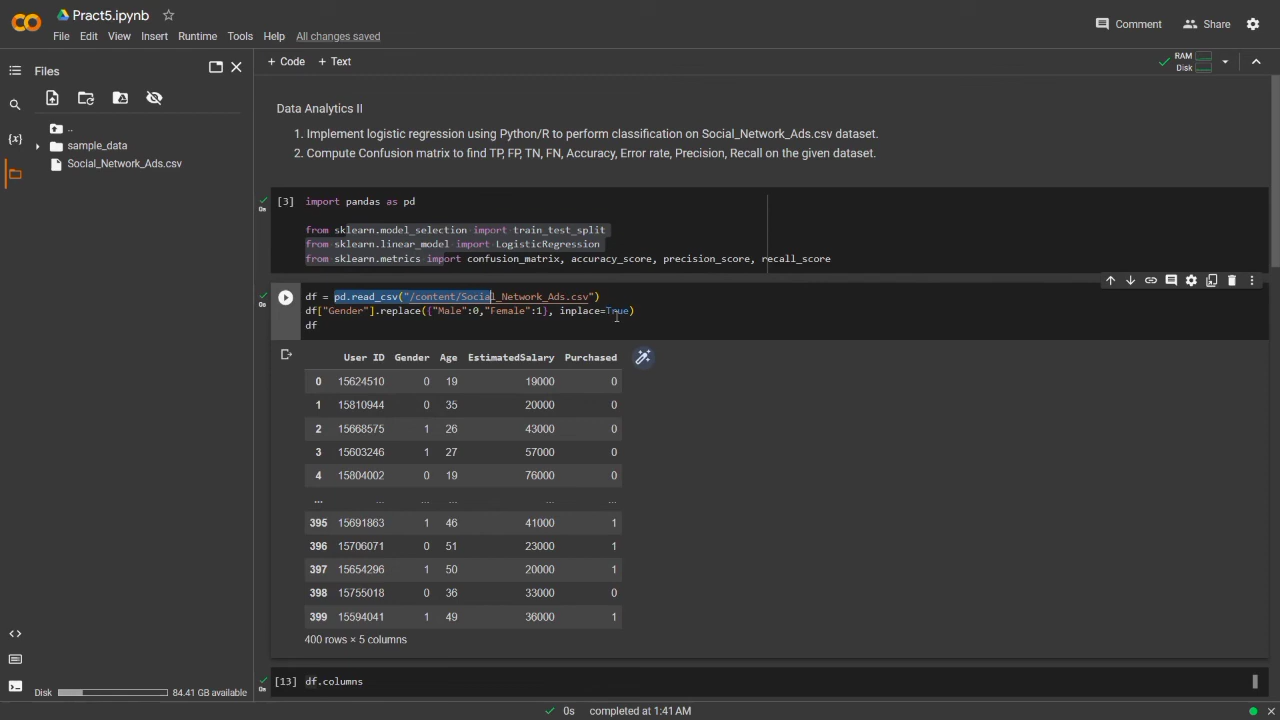 Pract5.ipynb
File Edit View Insert Runtime Tools Help All changes saved
Comment Share
Files
+ Code + Text
RAM
Disk
..
sample_data
Social_Network_Ads.csv
{x}
Data Analytics II
1. Implement logistic regression using Python/R to perform classification on Social_Network_Ads.csv dataset.
2. Compute Confusion matrix to find TP, FP, TN, FN, Accuracy, Error rate, Precision, Recall on the given dataset.
0s
[3] import pandas as pd
from sklearn.model_selection import train_test_split
from sklearn.linear_model import LogisticRegression
from sklearn.metrics import confusion_matrix, accuracy_score, precision_score, recall_score
0s
df = pd.read_csv("/content/Social_Network_Ads.csv")
df["Gender"].replace({"Male":0,"Female":1}, inplace=True)
df
User ID Gender Age EstimatedSalary Purchased
0 15624510 0 19 19000 0
1 15810944 0 35 20000 0
2 15668575 1 26 43000 0
3 15603246 1 27 57000 0
4 15804002 0 19 76000 0
... ... ... ... ... ...
395 15691863 1 46 41000 1
396 15706071 0 51 23000 1
397 15654296 1 50 20000 1
398 15755018 0 36 33000 0
399 15594041 1 49 36000 1
400 rows × 5 columns
0s
[13] df.columns
Disk 84.41 GB available
0s completed at 1:41AM